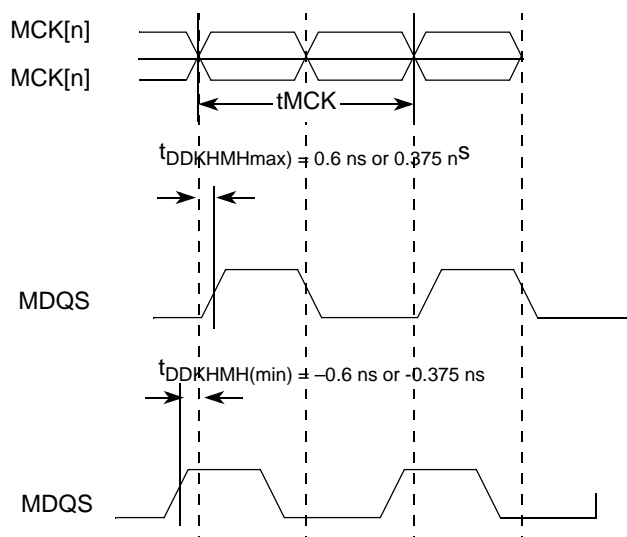 MCK[n]
MCK[n]
tMCK
tDDKHMHmax) = 0.6 ns or 0.375 ns
MDQS
tDDKHMH(min) = –0.6 ns or -0.375 ns
MDQS